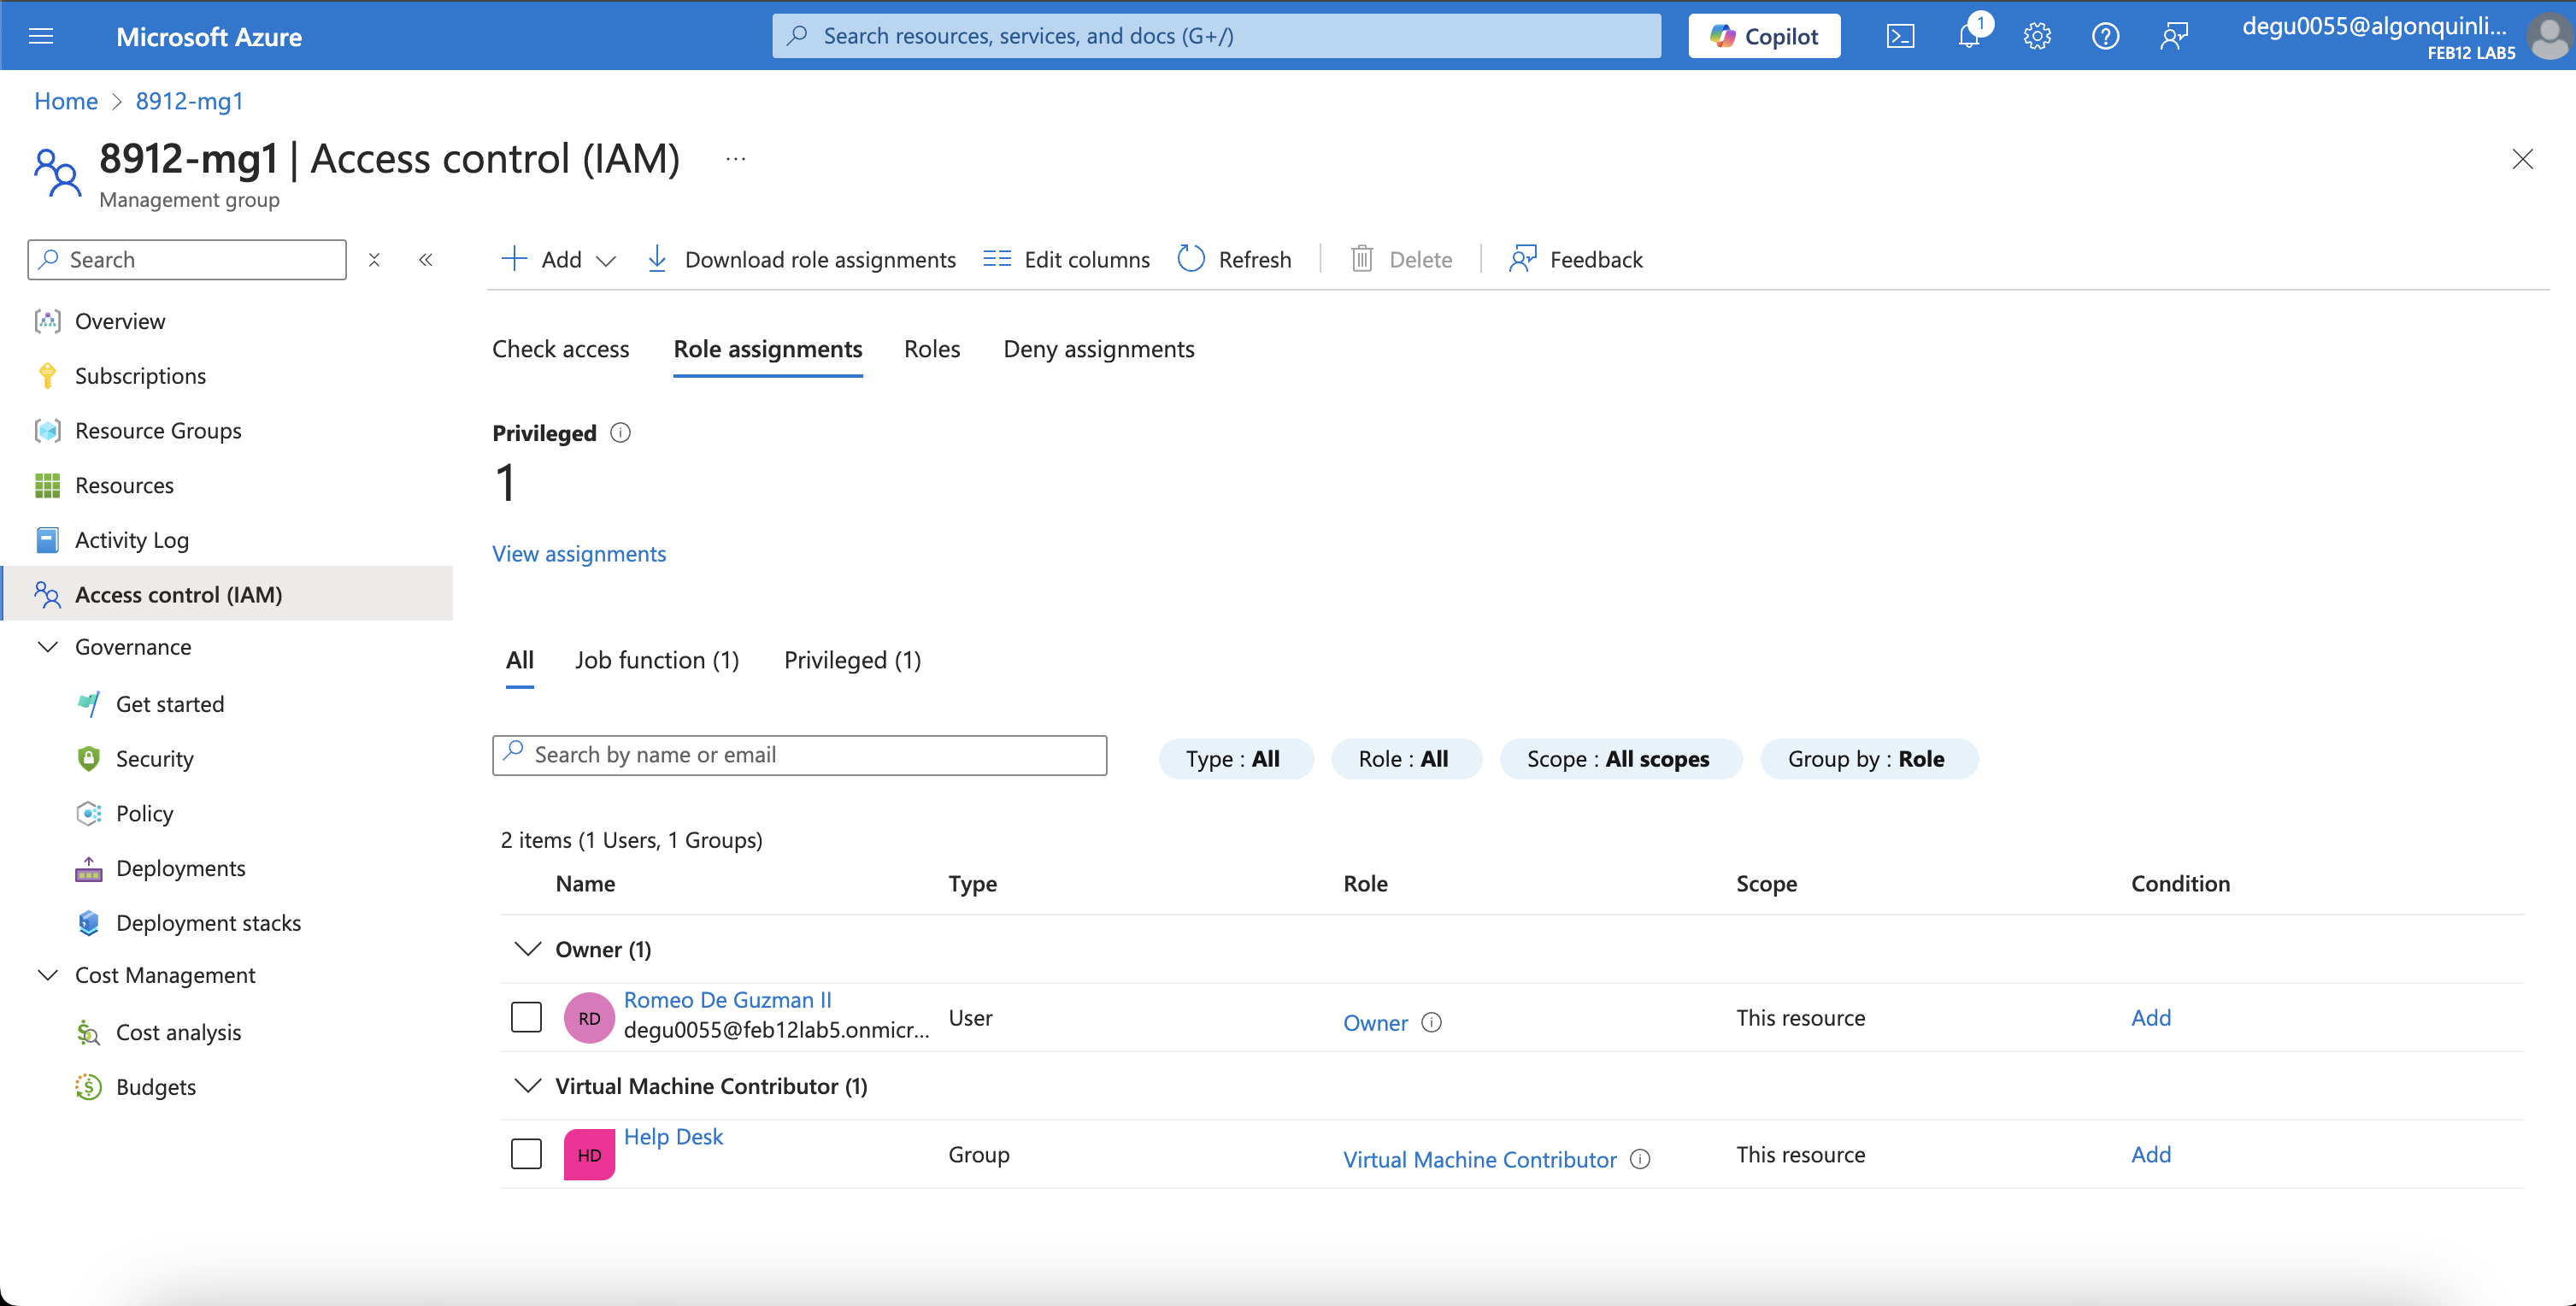 Microsoft Azure
Search resources, services, and docs (G+/)
Copilot
1
degu0055@algonquinli...
FEB12 LAB5
Home > 8912-mg1
8912-mg1 | Access control (IAM) ...
Management group
Search
Overview
Subscriptions
Resource Groups
Resources
Activity Log
Access control (IAM)
Governance
Get started
Security
Policy
Deployments
Deployment stacks
Cost Management
Cost analysis
Budgets
Add Download role assignments Edit columns Refresh Delete Feedback
Check access Role assignments Roles Deny assignments
Privileged
1
View assignments
All Job function (1) Privileged (1)
Search by name or email Type : All Role : All Scope : All scopes Group by : Role
2 items (1 Users, 1 Groups)
Name Type Role Scope Condition
Owner (1)
RD Romeo De Guzman II
degu0055@feb12lab5.onmicr... User Owner This resource Add
Virtual Machine Contributor (1)
HD Help Desk Group Virtual Machine Contributor This resource Add